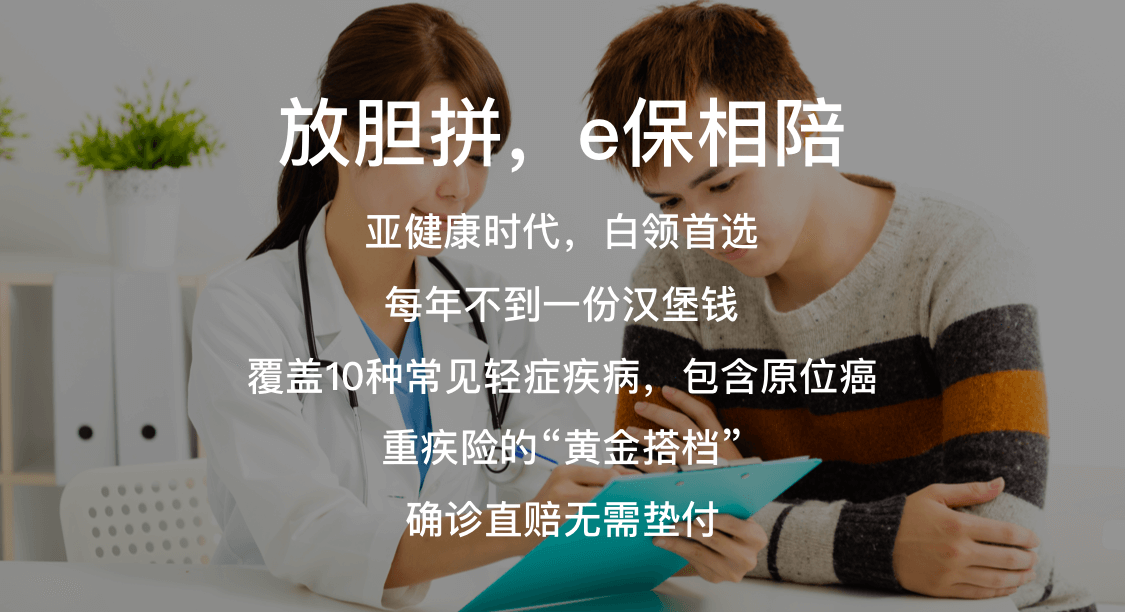 放胆拼，e保相陪
亚健康时代，白领首选
每年不到一份汉堡钱
覆盖10种常见轻症疾病，包含原位癌
重疾险的“黄金搭档”
确诊直赔无需垫付